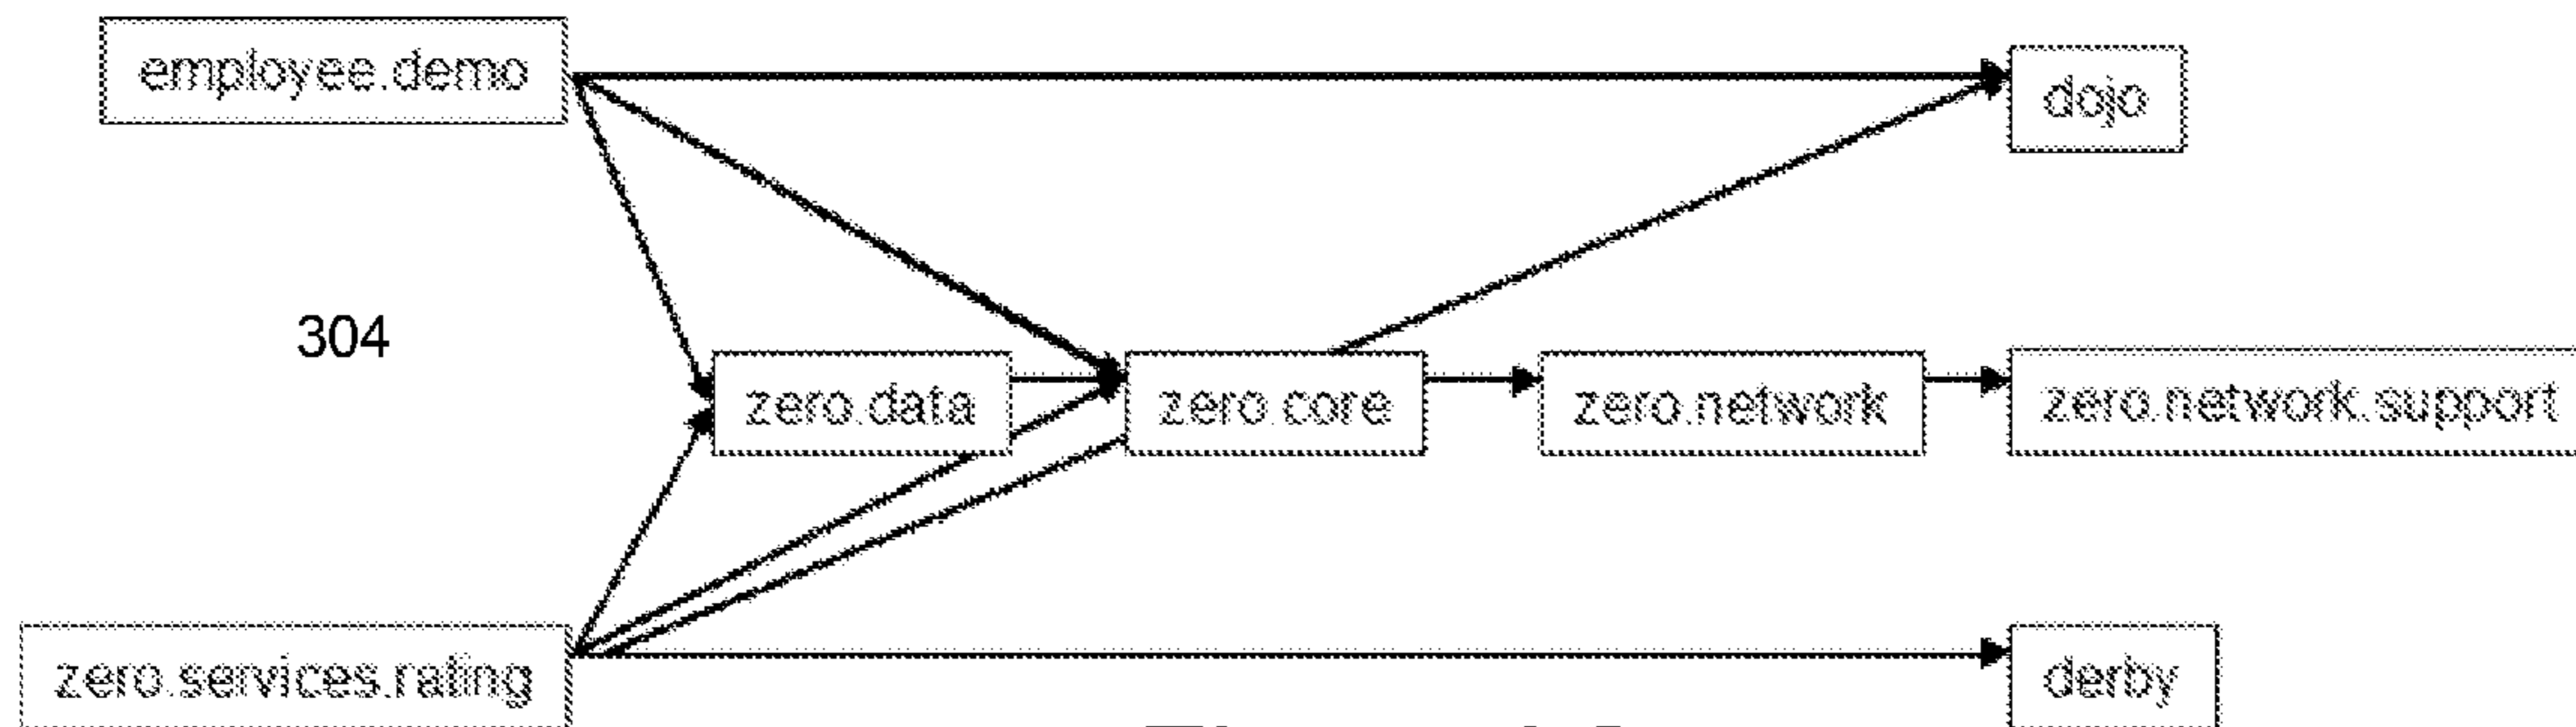 employee.demo
dojo
304
zero.data
zero.core
zero.network
zero.network.support
zero.services.rating
derby